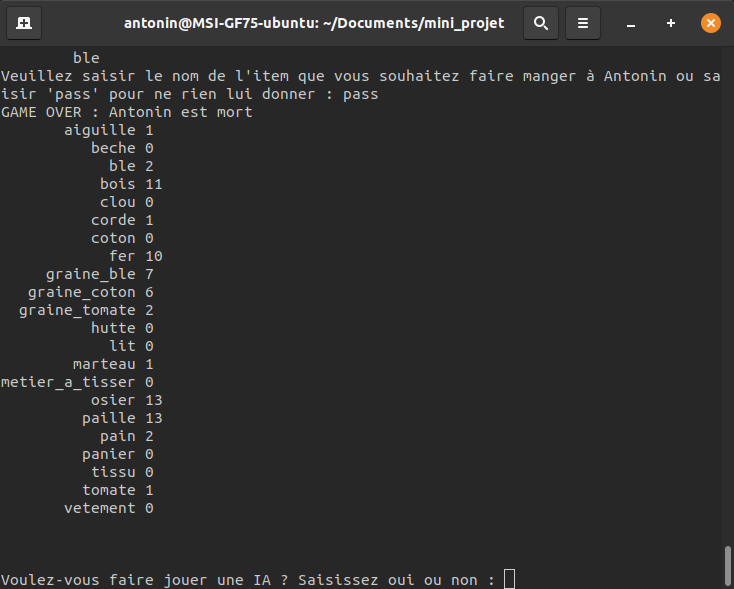 antonin@MSI-GF75-ubuntu: ~/Documents/mini_projet
ble
Veuillez saisir le nom de l'item que vous souhaitez faire manger à Antonin ou sa
isir 'pass' pour ne rien lui donner : pass
GAME OVER : Antonin est mort
aiguille 1
beche 0
ble 2
bois 11
clou 0
corde 1
coton 0
fer 10
graine_ble 7
graine_coton 6
graine_tomate 2
hutte 0
lit 0
marteau 1
metier_a_tisser 0
osier 13
paille 13
pain 2
panier 0
tissu 0
tomate 1
vetement 0
Voulez-vous faire jouer une IA ? Saisissez oui ou non :